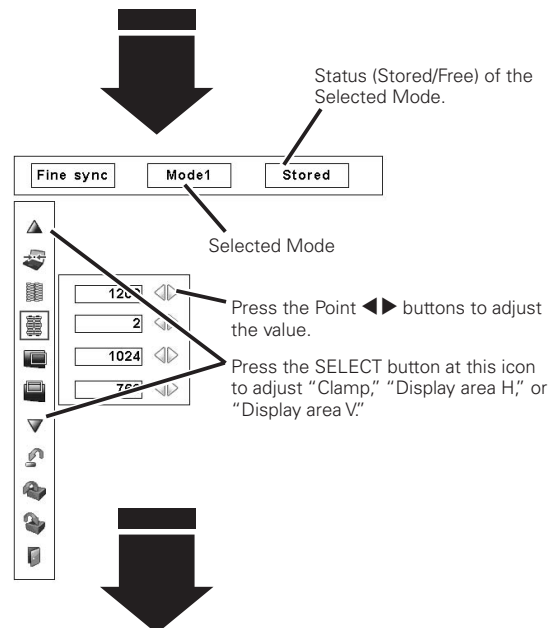 Status (Stored/Free) of the
Selected Mode.
Fine sync Mode1 Stored
Selected Mode
Press the Point ◀▶ buttons to adjust
the value.
2
1024
Press the SELECT button at this icon
to adjust “Clamp,” “Display area H,” or
“Display area V.”